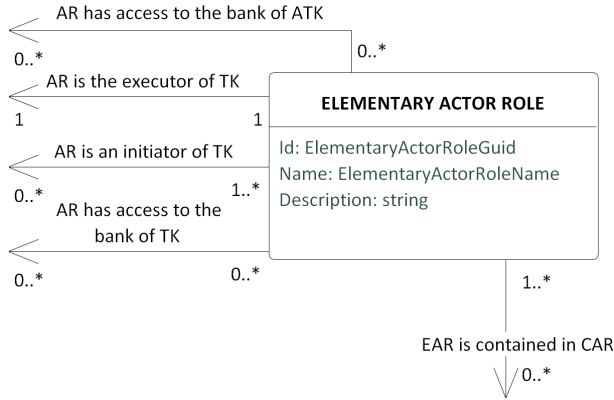 AR has access to the bank of ATK
0..*
0..*
AR is the executor of TK
1
1
ELEMENTARY ACTOR ROLE
Id: ElementaryActorRoleGuid
Name: ElementaryActorRoleName
Description: string
AR is an initiator of TK
0..*
1..*
AR has access to the
bank of TK
0..*
0..*
1..*
EAR is contained in CAR
0..*